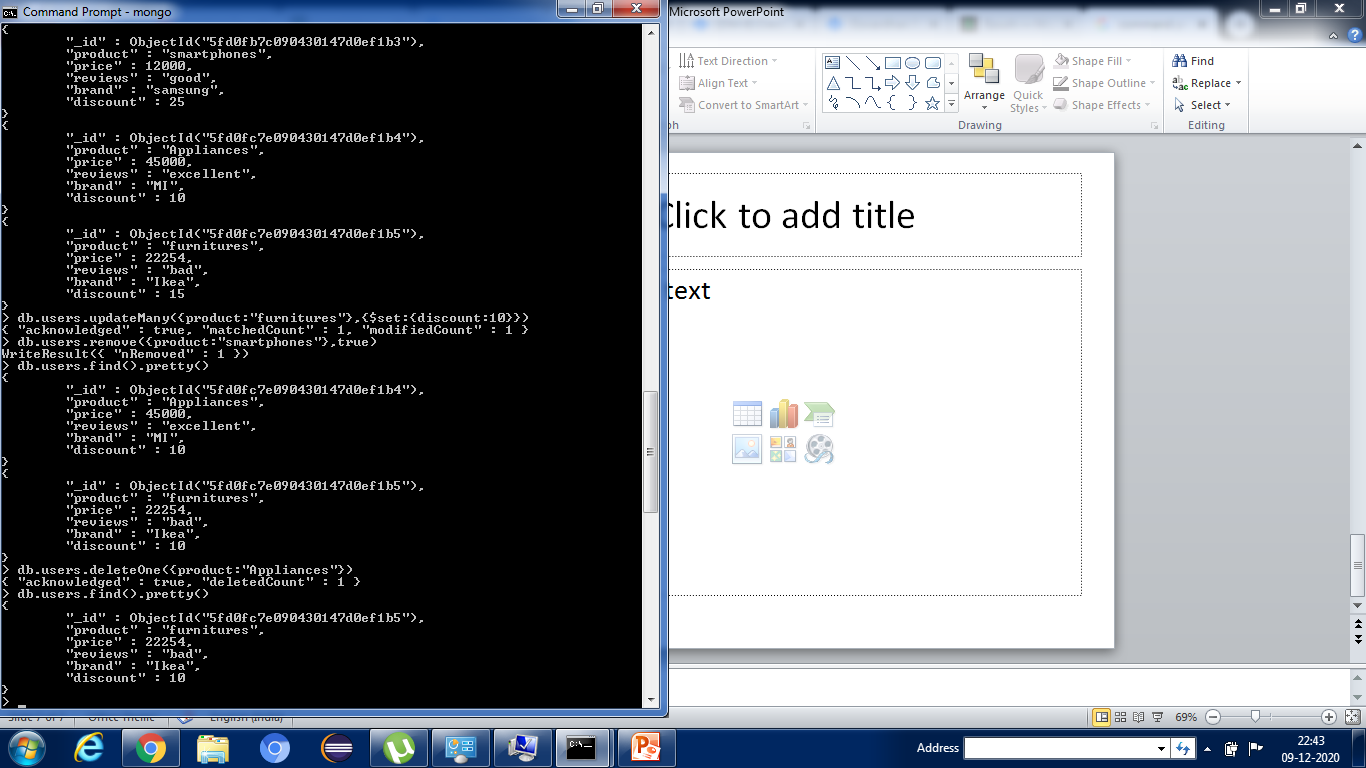 Command Prompt - mongo
{
"_id" : ObjectId("5fd0fb7c090430147d0ef1b3"),
"product" : "smartphones",
"price" : 12000,
"reviews" : "good",
"brand" : "samsung",
"discount" : 25
}
{
"_id" : ObjectId("5fd0fc7e090430147d0ef1b4"),
"product" : "Appliances",
"price" : 45000,
"reviews" : "excellent",
"brand" : "MI",
"discount" : 10
}
{
"_id" : ObjectId("5fd0fc7e090430147d0ef1b5"),
"product" : "furnitures",
"price" : 22254,
"reviews" : "bad",
"brand" : "Ikea",
"discount" : 15
}
> db.users.updateMany({product:"furnitures"},{$set:{discount:10}})
{ "acknowledged" : true, "matchedCount" : 1, "modifiedCount" : 1 }
> db.users.remove({product:"smartphones"},true)
WriteResult({ "nRemoved" : 1 })
> db.users.find().pretty()
{
"_id" : ObjectId("5fd0fc7e090430147d0ef1b4"),
"product" : "Appliances",
"price" : 45000,
"reviews" : "excellent",
"brand" : "MI",
"discount" : 10
}
{
"_id" : ObjectId("5fd0fc7e090430147d0ef1b5"),
"product" : "furnitures",
"price" : 22254,
"reviews" : "bad",
"brand" : "Ikea",
"discount" : 10
}
> db.users.deleteOne({product:"Appliances"})
{ "acknowledged" : true, "deletedCount" : 1 }
> db.users.find().pretty()
{
"_id" : ObjectId("5fd0fc7e090430147d0ef1b5"),
"product" : "furnitures",
"price" : 22254,
"reviews" : "bad",
"brand" : "Ikea",
"discount" : 10
}
>
Microsoft PowerPoint
Text Direction
Align Text
Convert to SmartArt
Arrange
Quick
Styles
Shape Fill
Shape Outline
Shape Effects
Drawing
Find
Replace
Select
Editing
Click to add title
text
Slide 7 of 7
Office Theme
English (India)
69%
Address
22:43
09-12-2020